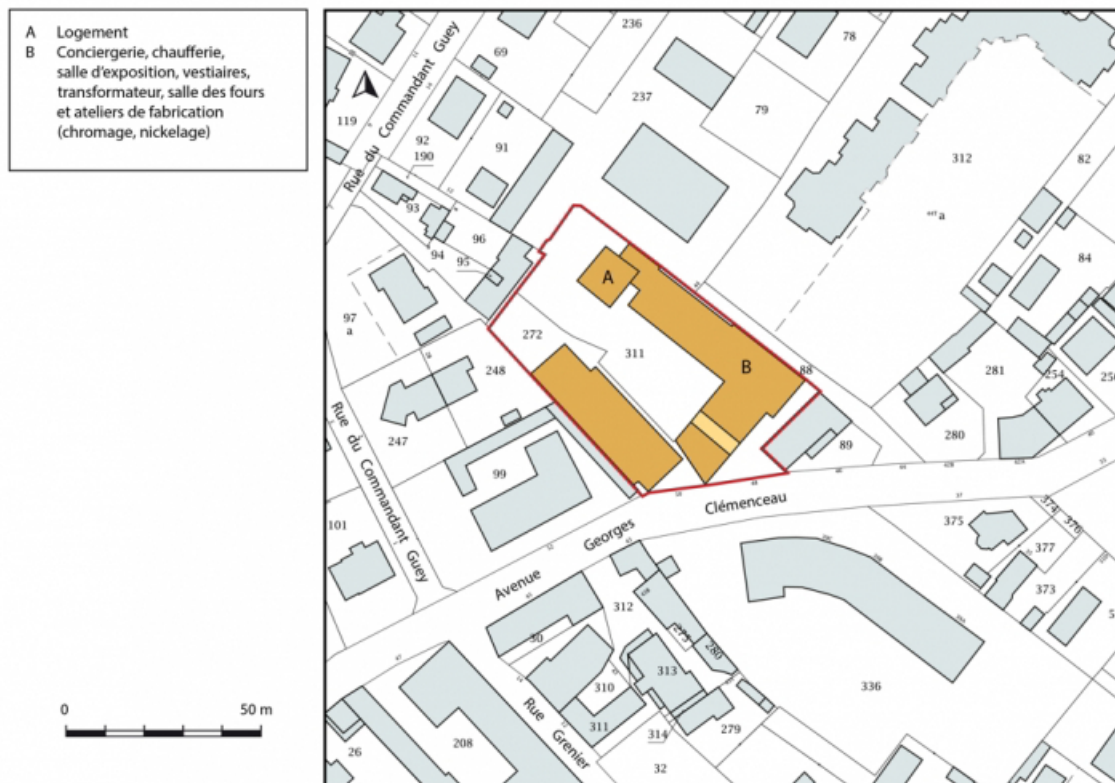 A Logement
B Conciergerie, chaufferie,
salle d'exposition, vestiaires,
transformateur, salle des fours
et ateliers de fabrication
(chromage, nickelage)
236
78
69
Rue du Commandant Guey
237
79
119
92
190
91
312
82
93
96
94
95
a
84
97
a
A
272
311
B
88
248
281
254
247
280
89
99
Clémenceau
Georges
Avenue
Rue du Commandant Guey
101
375
374
376
377
373
312
30
275
280
313
310
311
314
279
336
Rue Grenier
208
26
32
0 50 m